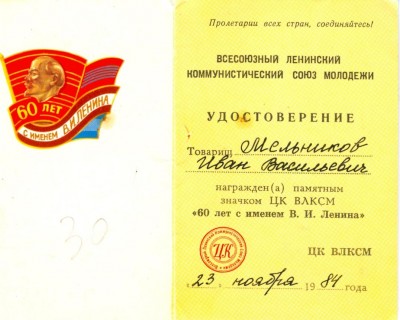 60 ЛЕТ
С ИМЕНЕМ В.И. ЛЕНИНА
30
Пролетарии всех стран, соединяйтесь!
ВСЕСОЮЗНЫЙ ЛЕНИНСКИЙ
КОММУНИСТИЧЕСКИЙ СОЮЗ МОЛОДЕЖИ
УДОСТОВЕРЕНИЕ
Товарищ Мельников
Иван Васильевич
награжден(а) памятным
значком ЦК ВЛКСМ
«60 лет с именем В. И. Ленина»
ЦК
ЦК ВЛКСМ
«23» ноября 1984 года